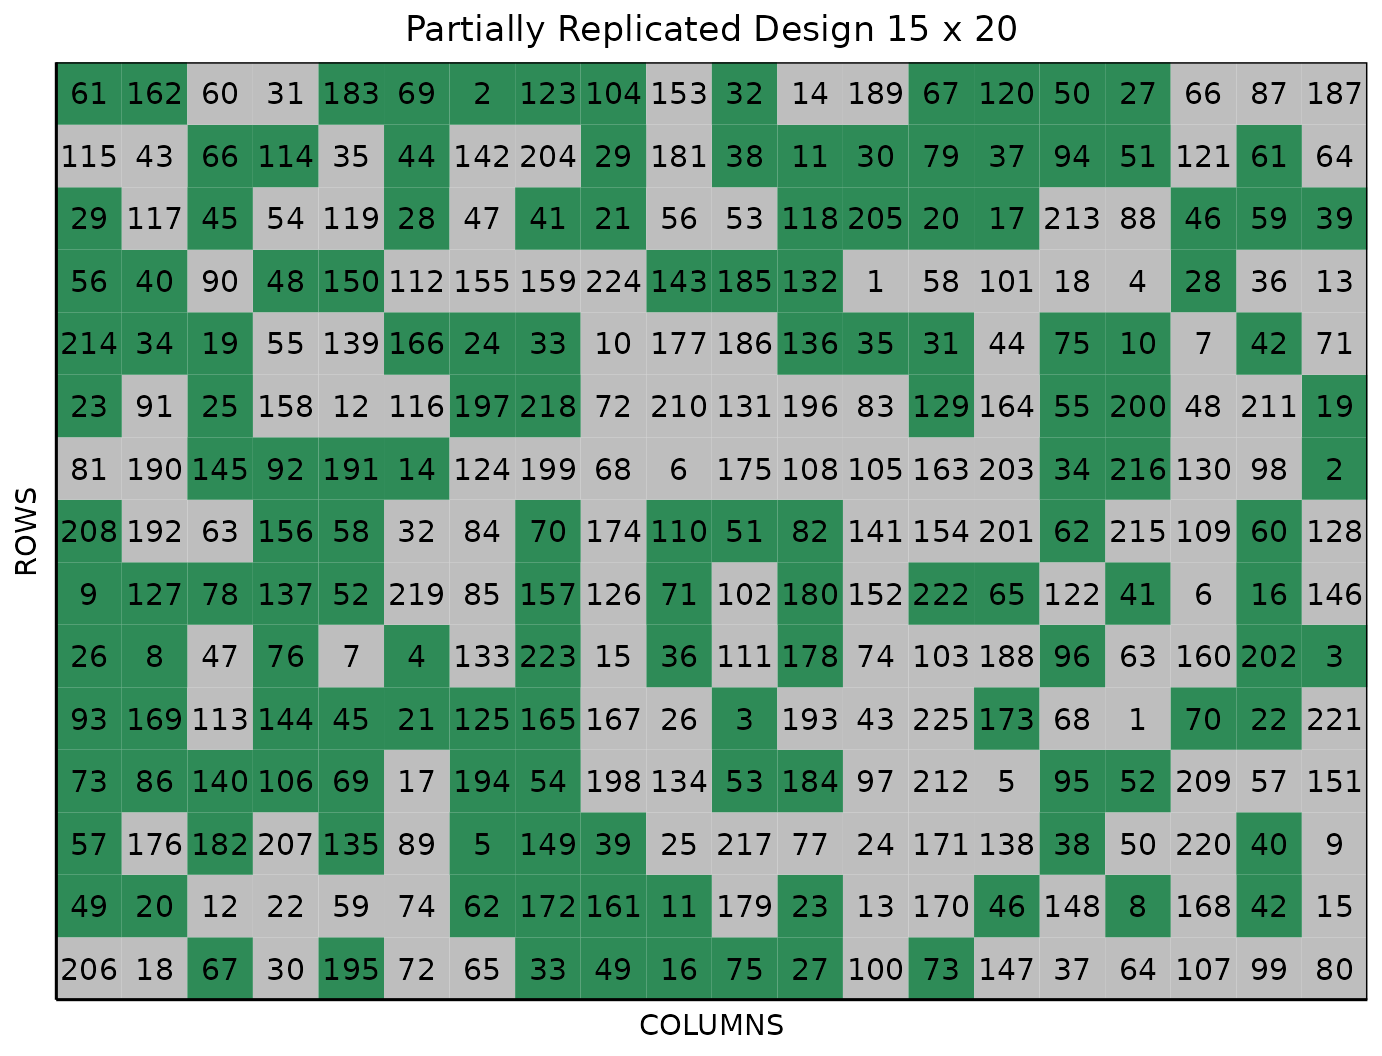 Partially Replicated Design 15 x 20
61 162 60 31 183 69 2 123 104 153 32 14 189 67 120 50 27 66 87 187
115 43 66 114 35 44 142 204 29 181 38 11 30 79 37 94 51 121 61 64
29 117 45 54 119 28 47 41 21 56 53 118 205 20 17 213 88 46 59 39
56 40 90 48 150 112 155 159 224 143 185 132 1 58 101 18 4 28 36 13
214 34 19 55 139 166 24 33 10 177 186 136 35 31 44 75 10 7 42 71
23 91 25 158 12 116 197 218 72 210 131 196 83 129 164 55 200 48 211 19
81 190 145 92 191 14 124 199 68 6 175 108 105 163 203 34 216 130 98 2
208 192 63 156 58 32 84 70 174 110 51 82 141 154 201 62 215 109 60 128
9 127 78 137 52 219 85 157 126 71 102 180 152 222 65 122 41 6 16 146
26 8 47 76 7 4 133 223 15 36 111 178 74 103 188 96 63 160 202 3
93 169 113 144 45 21 125 165 167 26 3 193 43 225 173 68 1 70 22 221
73 86 140 106 69 17 194 54 198 134 53 184 97 212 5 95 52 209 57 151
57 176 182 207 135 89 5 149 39 25 217 77 24 171 138 38 50 220 40 9
49 20 12 22 59 74 62 172 161 11 179 23 13 170 46 148 8 168 42 15
206 18 67 30 195 72 65 33 49 16 75 27 100 73 147 37 64 107 99 80
ROWS
COLUMNS